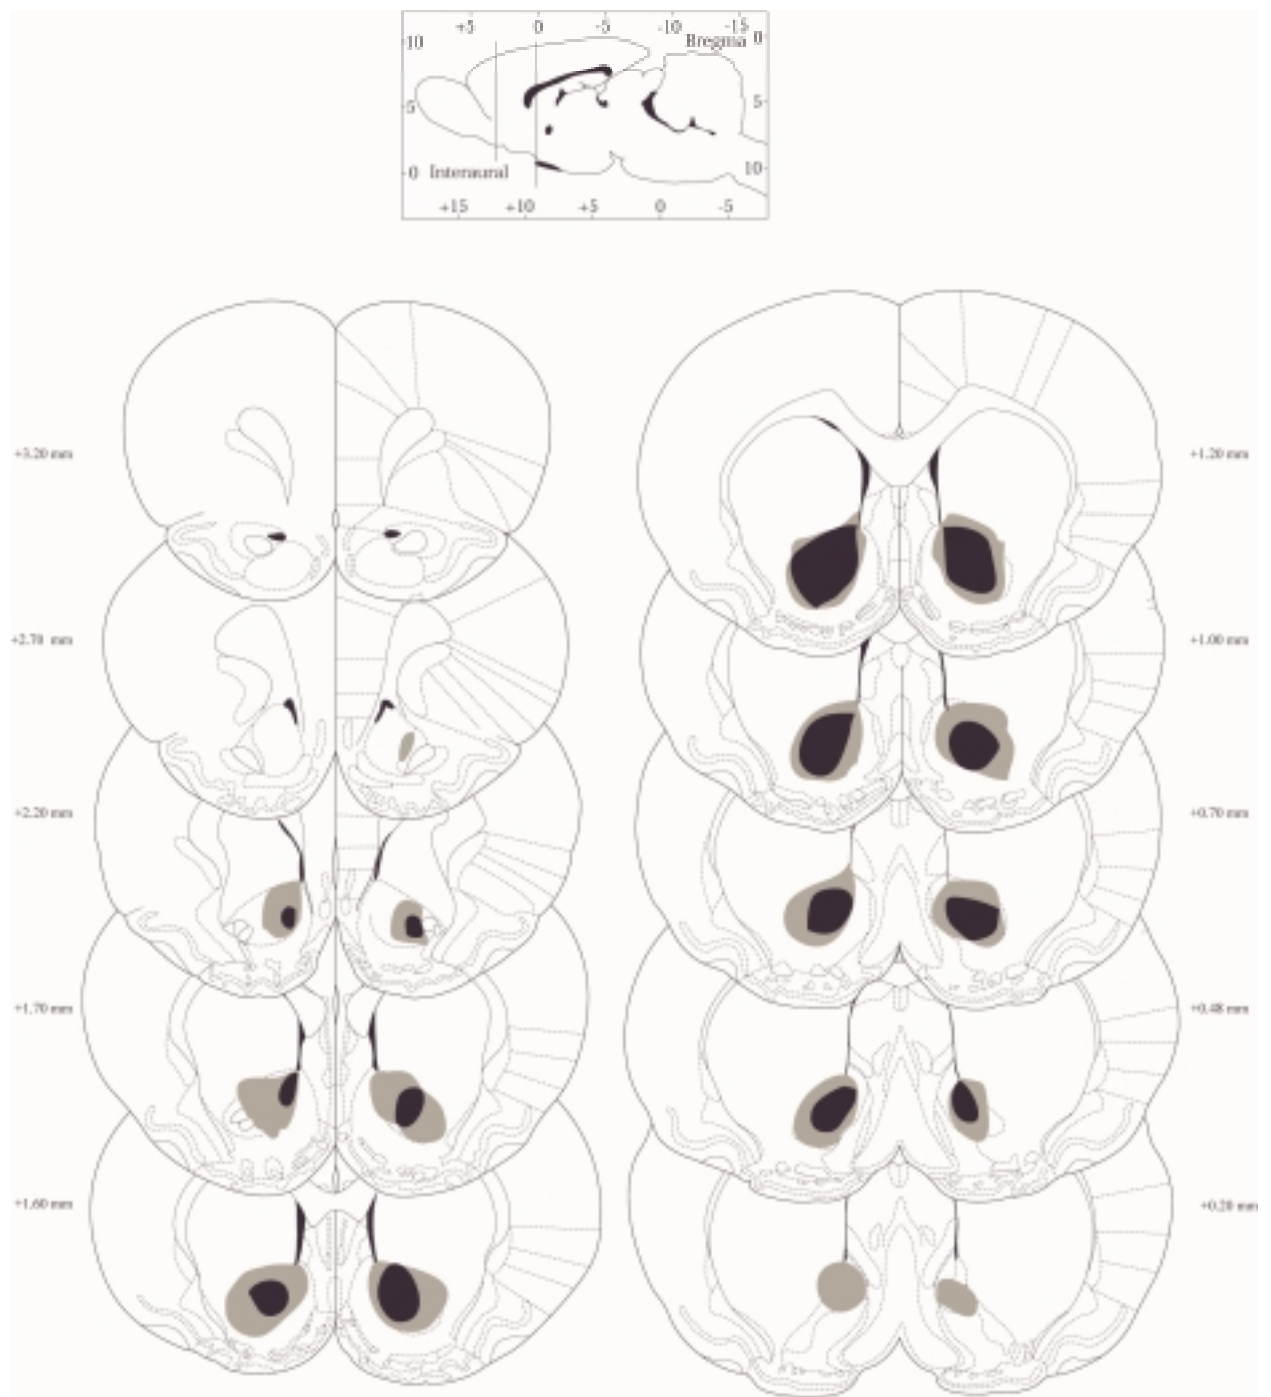 +5 0 -5 -10 -15
10 Bregma 0
5 5
0 Interaural 10
+15 +10 +5 0 -5
+3.20 mm
+2.70 mm
+2.20 mm
+1.70 mm
+1.60 mm
+1.20 mm
+1.00 mm
+0.70 mm
+0.48 mm
+0.20 mm